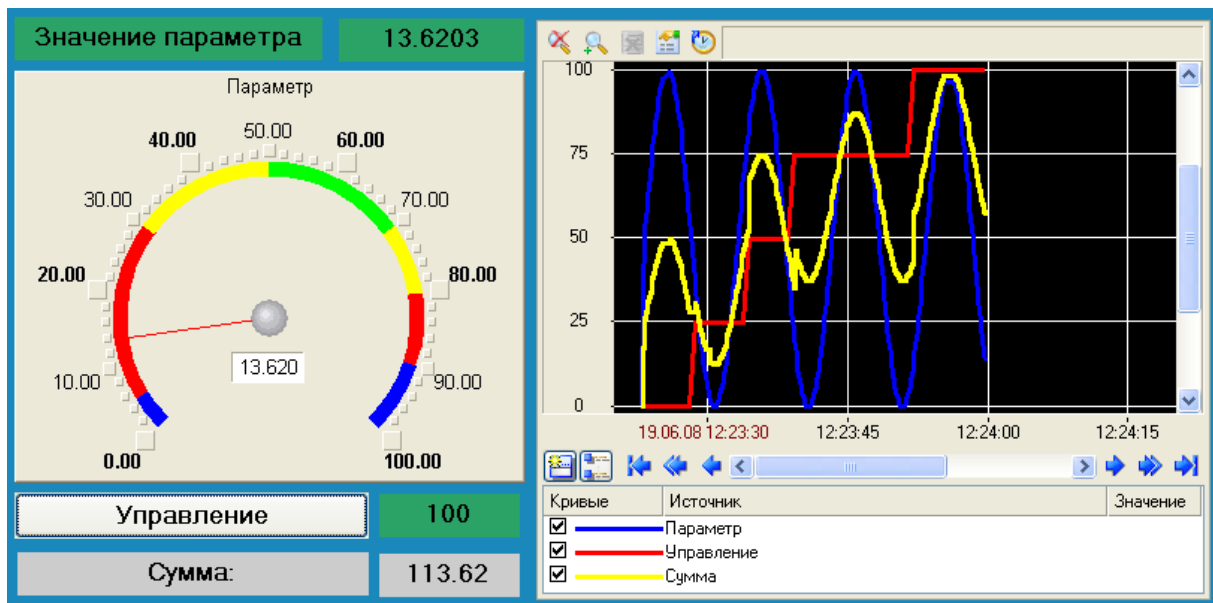 Значение параметра 13.6203
Параметр
50.00
40.00 60.00
30.00 70.00
20.00 80.00
13.620
10.00 90.00
0.00 100.00
Управление 100
Сумма: 113.62
100
75
50
25
0
19.06.08 12:23:30 12:23:45 12:24:00 12:24:15
Кривые Источник Значение
Параметр
Управление
Сумма